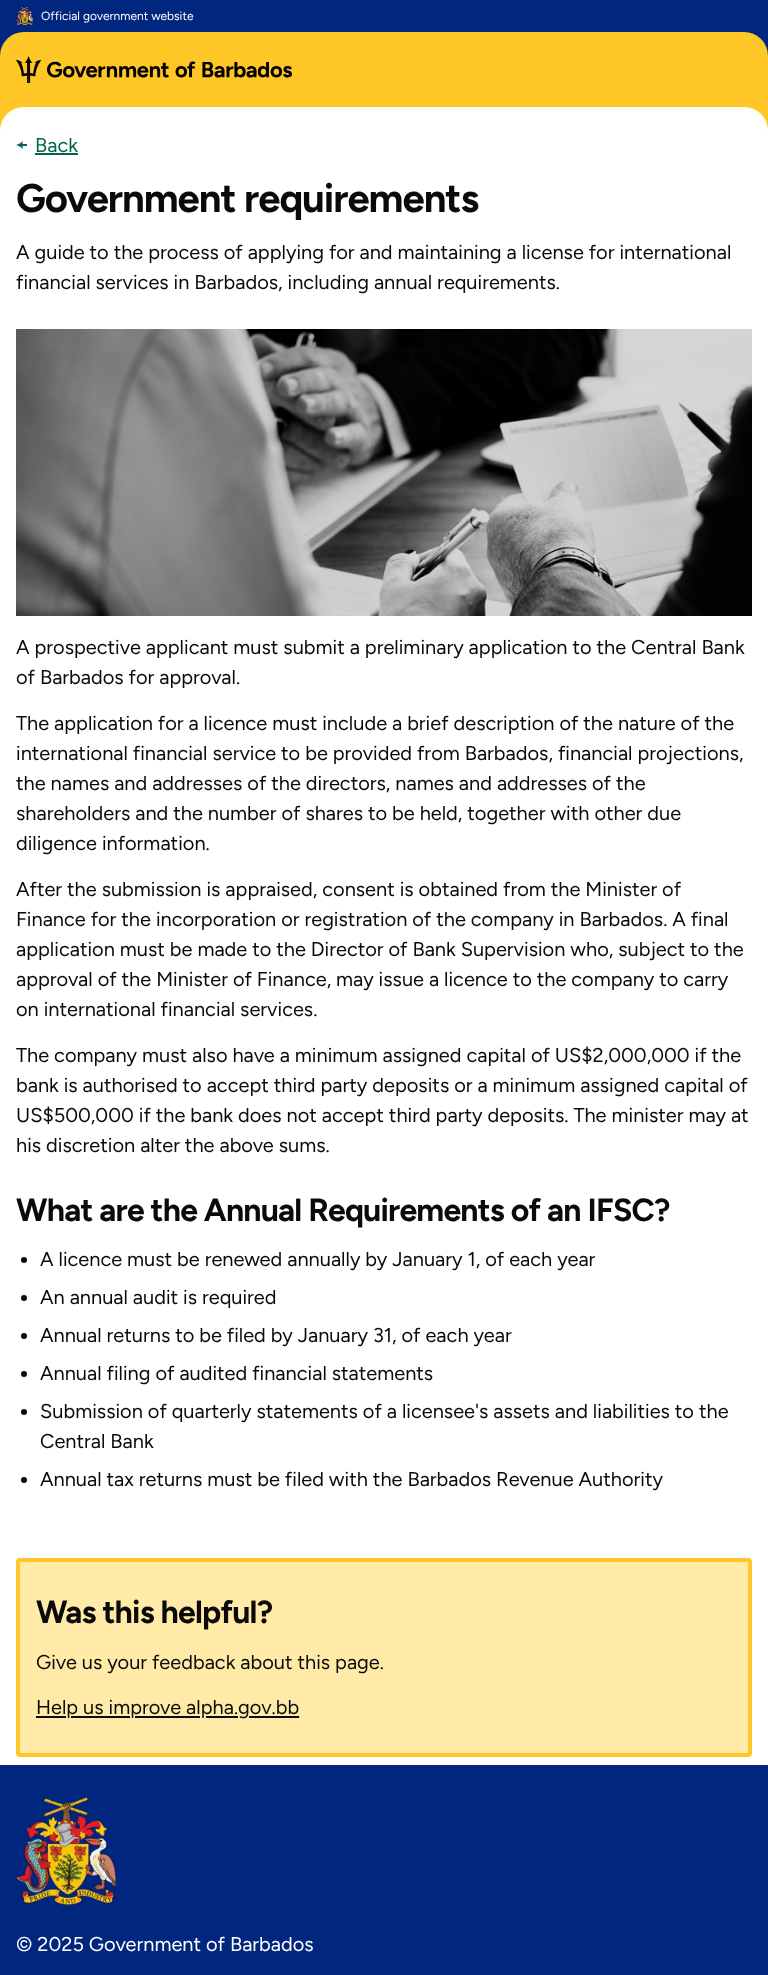 Official government website
Government of Barbados
Back
Government requirements
A guide to the process of applying for and maintaining a license for international
financial services in Barbados, including annual requirements.
A prospective applicant must submit a preliminary application to the Central Bank
of Barbados for approval.
The application for a licence must include a brief description of the nature of the
international financial service to be provided from Barbados, financial projections,
the names and addresses of the directors, names and addresses of the
shareholders and the number of shares to be held, together with other due
diligence information.
After the submission is appraised, consent is obtained from the Minister of
Finance for the incorporation or registration of the company in Barbados. A final
application must be made to the Director of Bank Supervision who, subject to the
approval of the Minister of Finance, may issue a licence to the company to carry
on international financial services.
The company must also have a minimum assigned capital of US$2,000,000 if the
bank is authorised to accept third party deposits or a minimum assigned capital of
US$500,000 if the bank does not accept third party deposits. The minister may at
his discretion alter the above sums.
What are the Annual Requirements of an IFSC?
• A licence must be renewed annually by January 1, of each year
• An annual audit is required
• Annual returns to be filed by January 31, of each year
• Annual filing of audited financial statements
• Submission of quarterly statements of a licensee's assets and liabilities to the
Central Bank
• Annual tax returns must be filed with the Barbados Revenue Authority
Was this helpful?
Give us your feedback about this page.
Help us improve alpha.gov.bb
PRIDE AND INDUSTRY
© 2025 Government of Barbados